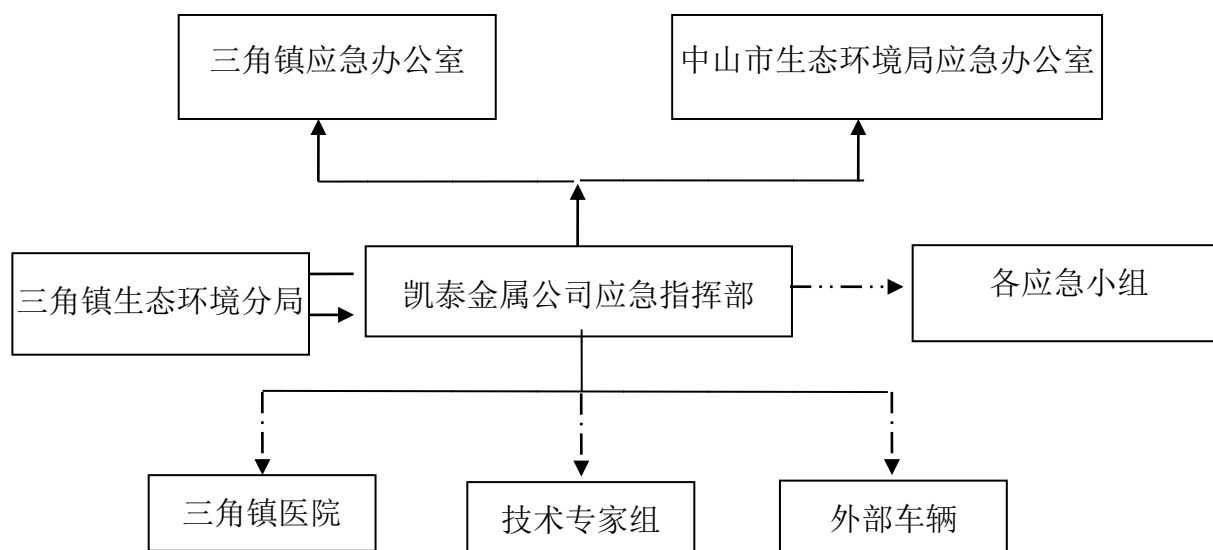 三角镇应急办公室
中山市生态环境局应急办公室
三角镇生态环境分局
凯泰金属公司应急指挥部
各应急小组
三角镇医院
技术专家组
外部车辆